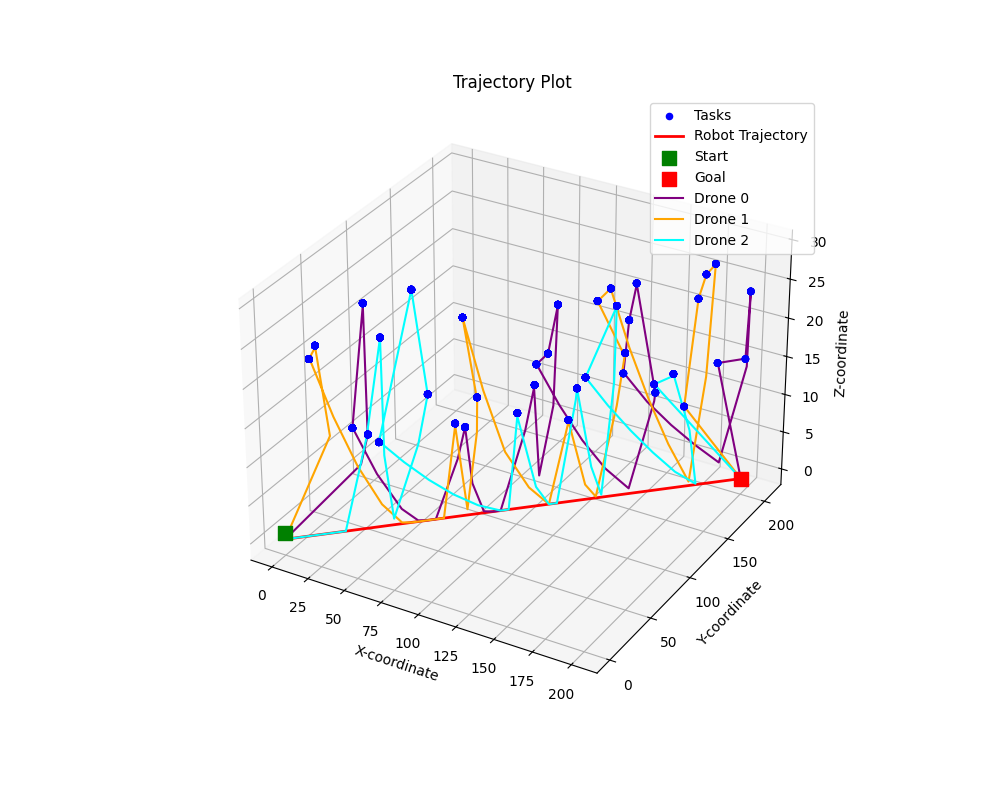 Trajectory Plot
Tasks
Robot Trajectory
Start
Goal
Drone 0
Drone 1
Drone 2
30
25
20
15
10
5
0
Z-coordinate
0
25
50
75
100
125
150
175
200
X-coordinate
0
50
100
150
200
Y-coordinate